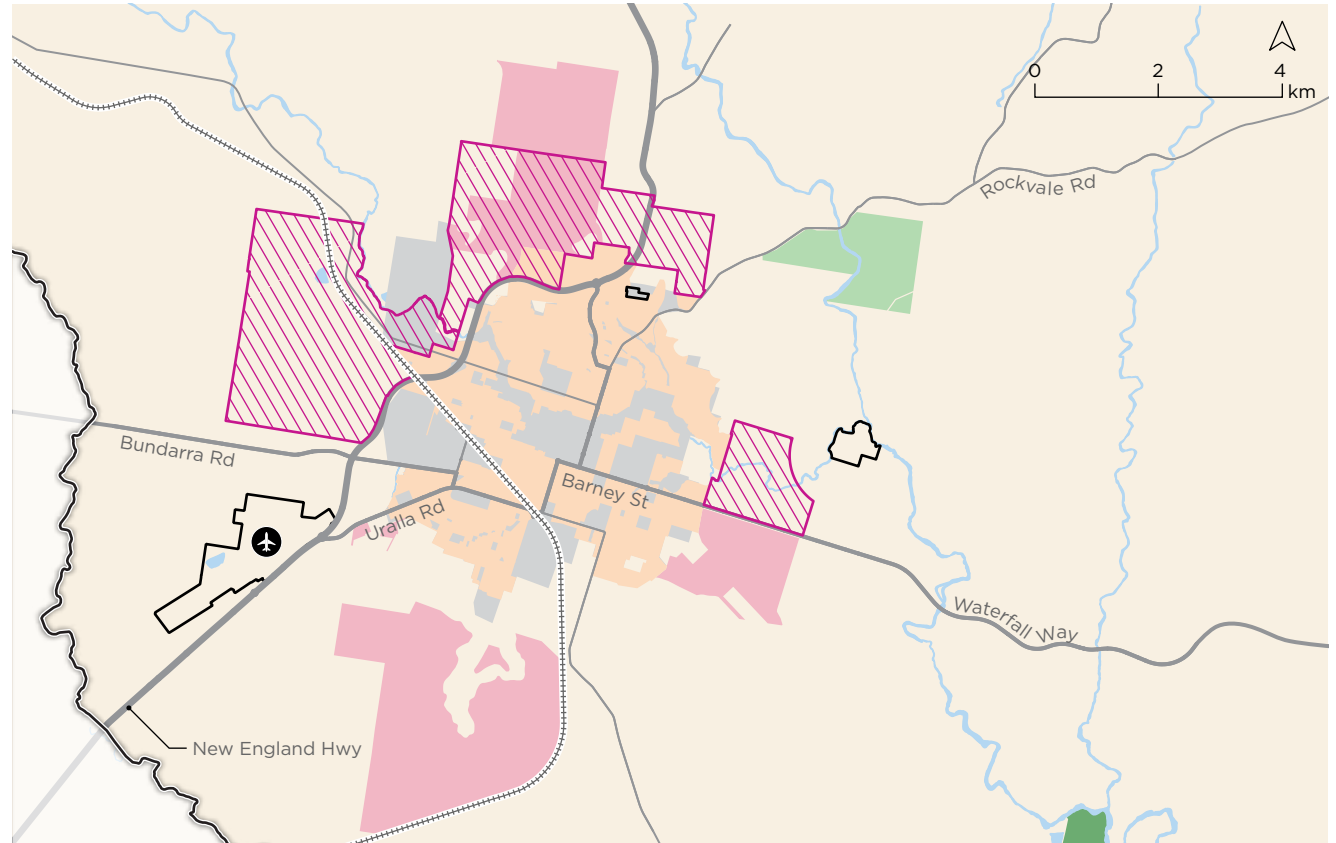 0 2 4
km
Rockvale Rd
Bundarra Rd
Barney St
Uralla Rd
Waterfall Way
New England Hwy